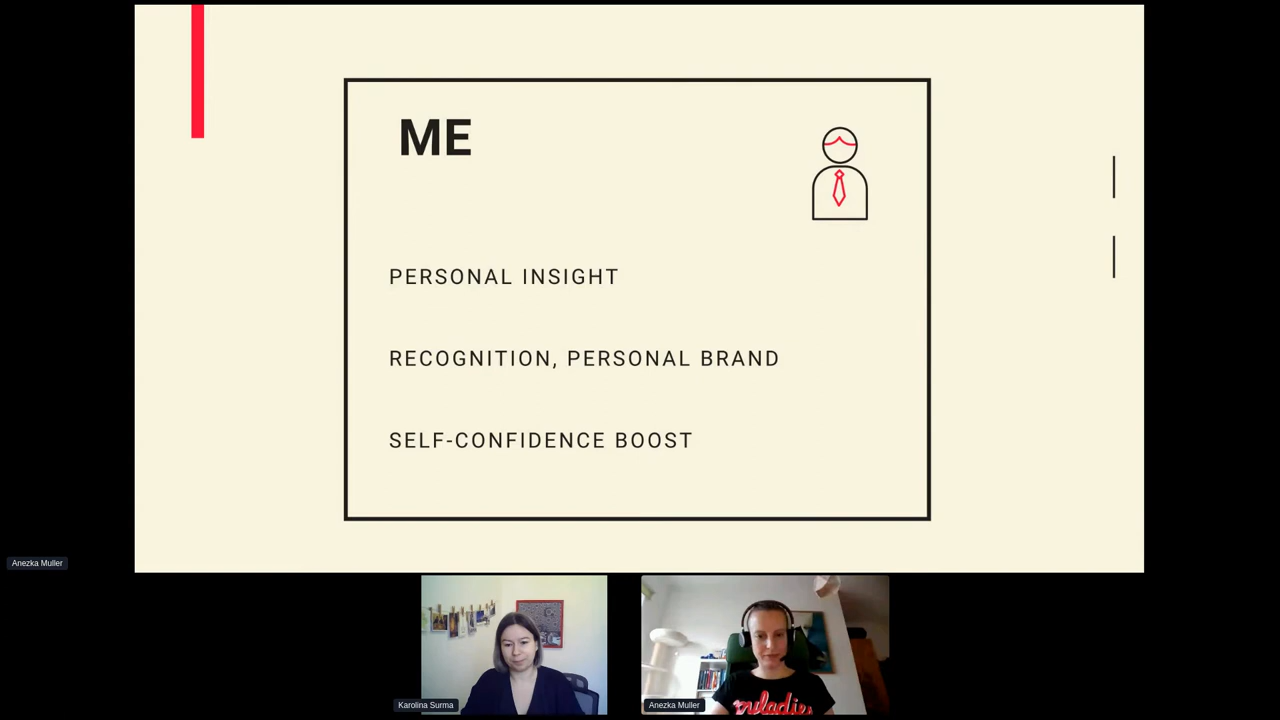 ME
PERSONAL INSIGHT
RECOGNITION, PERSONAL BRAND
SELF-CONFIDENCE BOOST
Anezka Muller
Karolina Surma
Anezka Muller